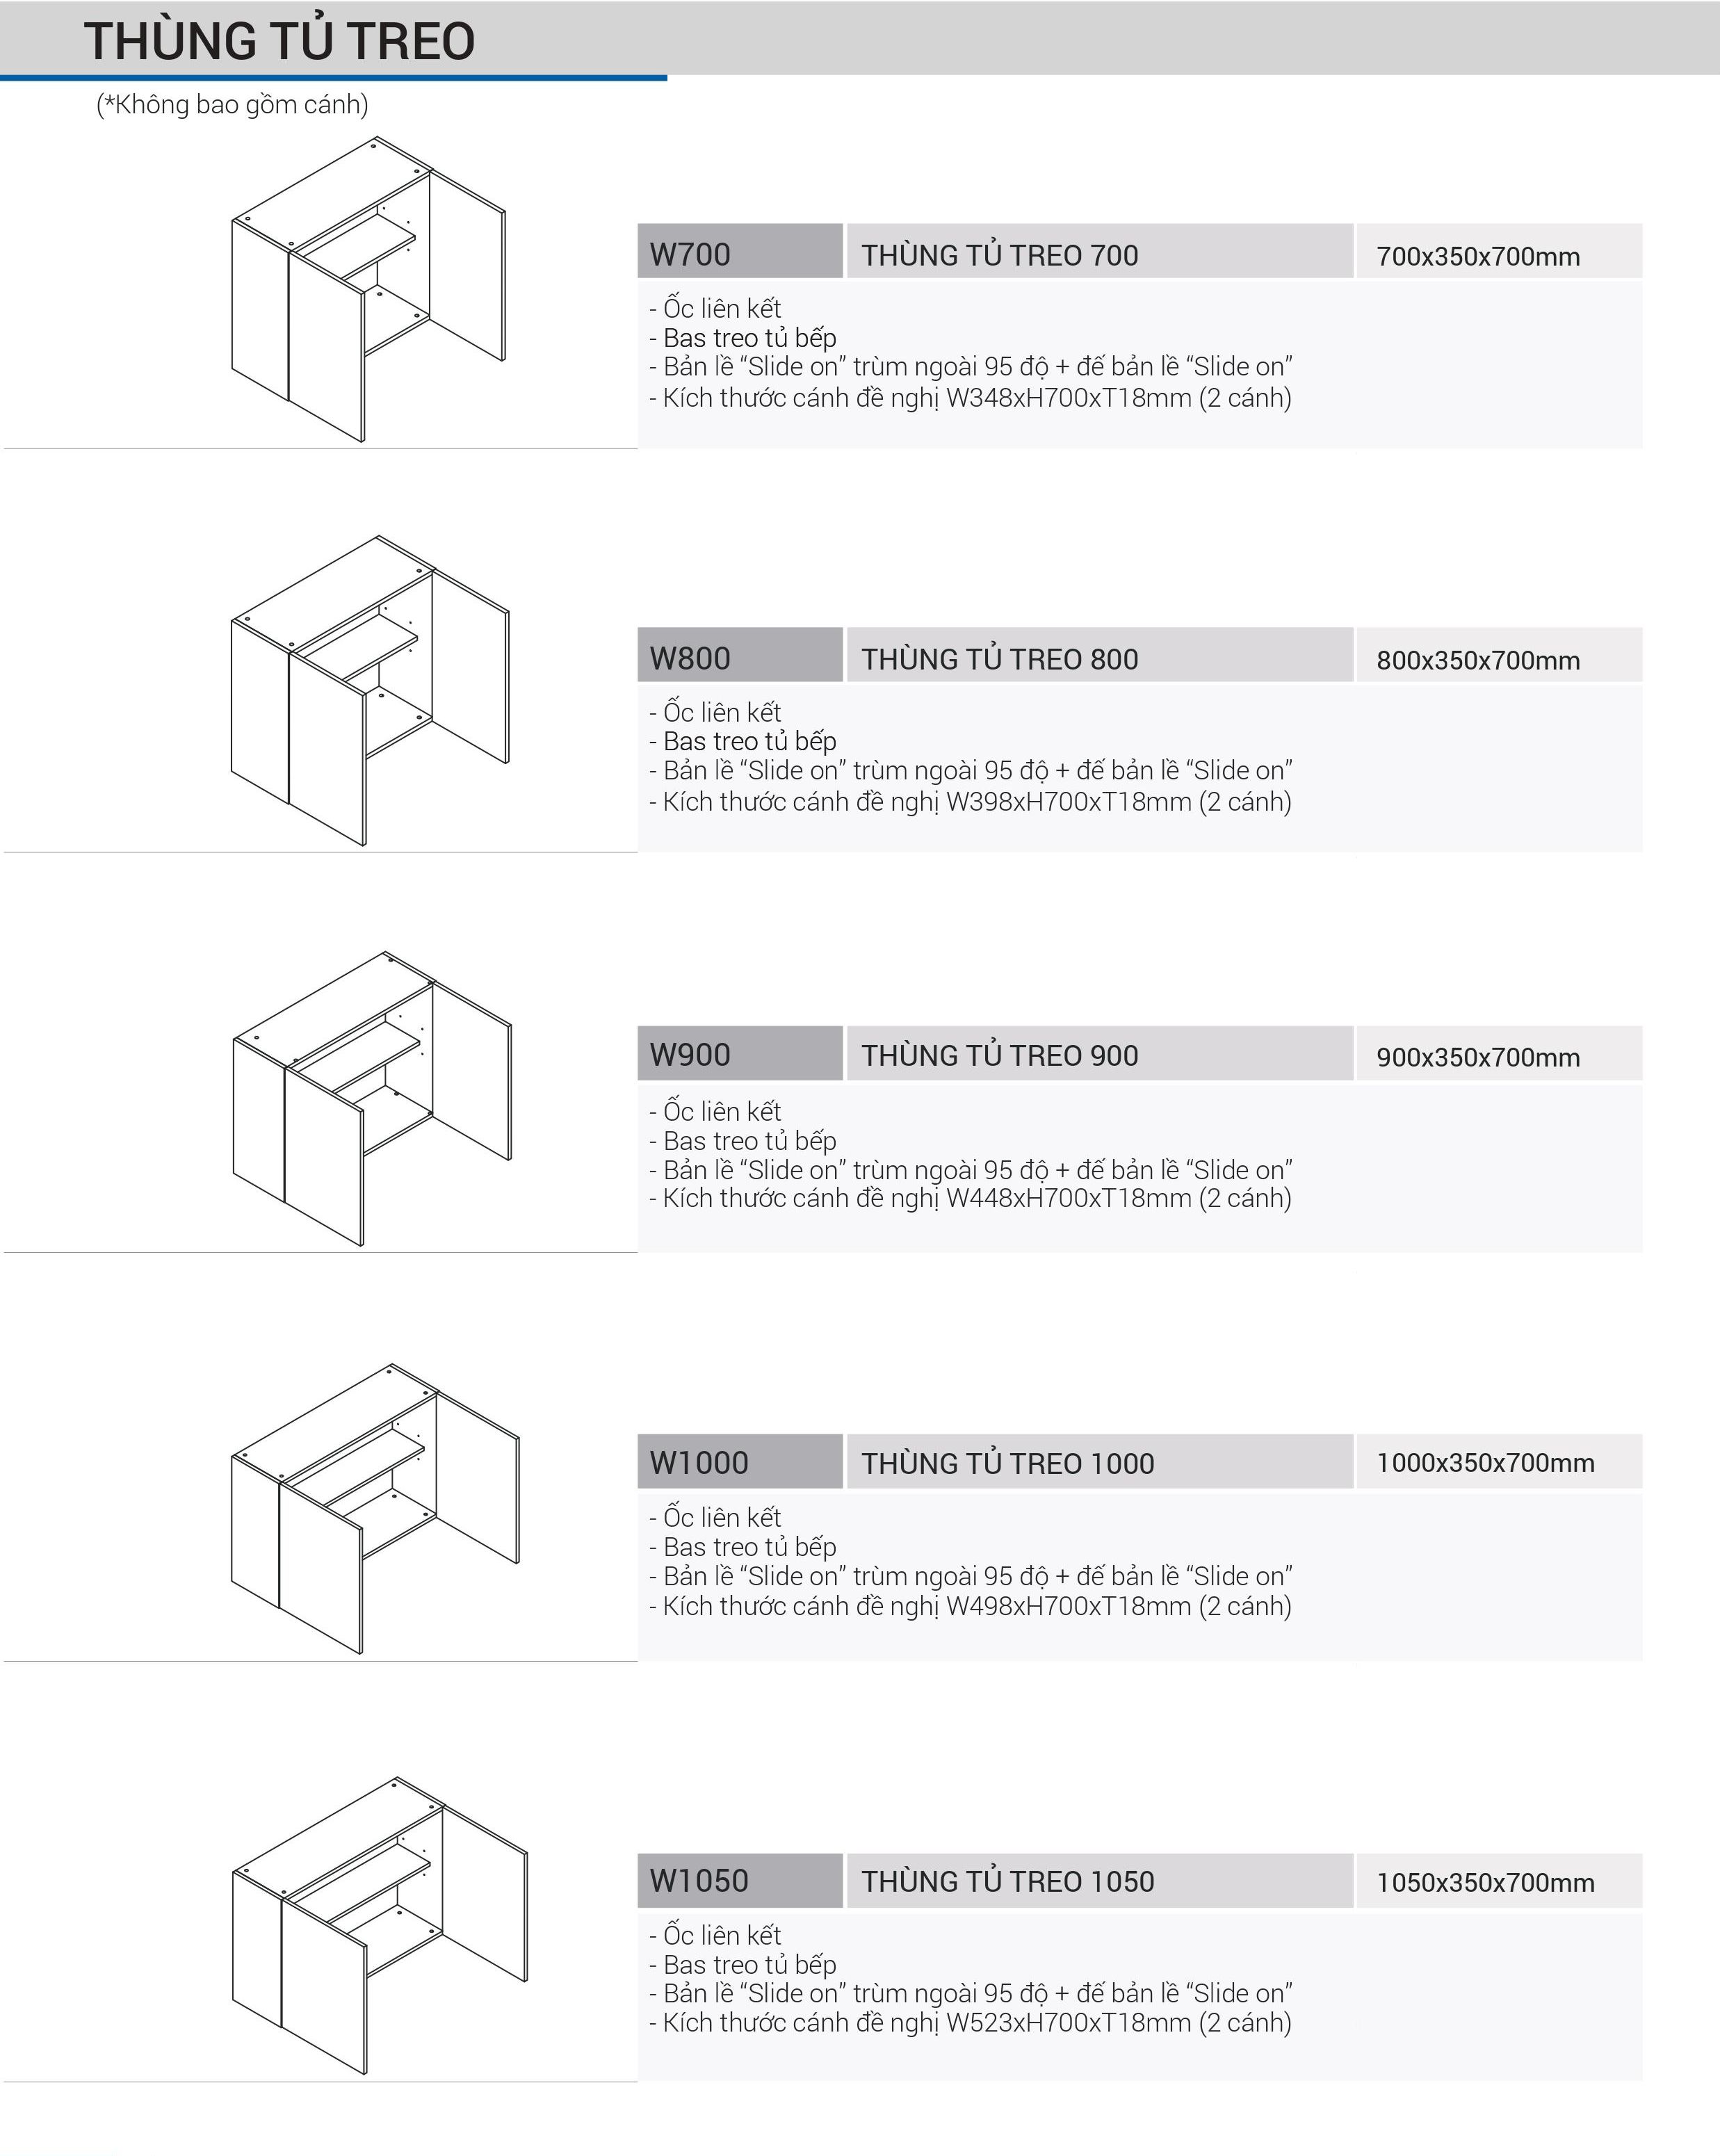 THÙNG TỦ TREO
(*Không bao gồm cánh)
W700 THÙNG TỦ TREO 700 700x350x700mm
- Ốc liên kết
- Bas treo tủ bếp
- Bản lề “Slide on” trùm ngoài 95 độ + đế bản lề “Slide on”
- Kích thước cánh đề nghị W348xH700xT18mm (2 cánh)
W800 THÙNG TỦ TREO 800 800x350x700mm
- Ốc liên kết
- Bas treo tủ bếp
- Bản lề “Slide on” trùm ngoài 95 độ + đế bản lề “Slide on”
- Kích thước cánh đề nghị W398xH700xT18mm (2 cánh)
W900 THÙNG TỦ TREO 900 900x350x700mm
- Ốc liên kết
- Bas treo tủ bếp
- Bản lề “Slide on” trùm ngoài 95 độ + đế bản lề “Slide on”
- Kích thước cánh đề nghị W448xH700xT18mm (2 cánh)
W1000 THÙNG TỦ TREO 1000 1000x350x700mm
- Ốc liên kết
- Bas treo tủ bếp
- Bản lề “Slide on” trùm ngoài 95 độ + đế bản lề “Slide on”
- Kích thước cánh đề nghị W498xH700xT18mm (2 cánh)
W1050 THÙNG TỦ TREO 1050 1050x350x700mm
- Ốc liên kết
- Bas treo tủ bếp
- Bản lề “Slide on” trùm ngoài 95 độ + đế bản lề “Slide on”
- Kích thước cánh đề nghị W523xH700xT18mm (2 cánh)